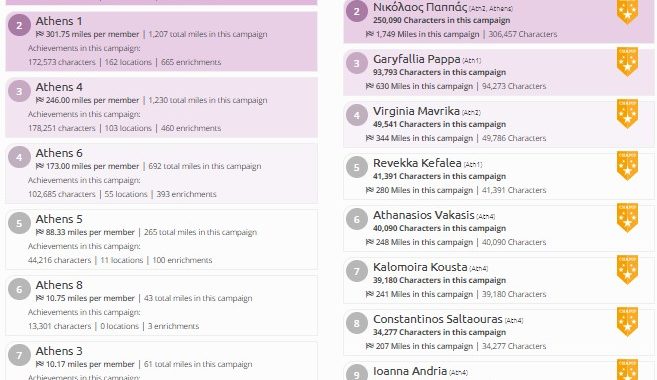 2
Athens 1
301.75 miles per member | 1,207 total miles in this campaign
Achievements in this campaign:
172,573 characters | 162 locations | 665 enrichments
3
Athens 4
246.00 miles per member | 1,230 total miles in this campaign
Achievements in this campaign:
178,251 characters | 103 locations | 460 enrichments
4
Athens 6
173.00 miles per member | 692 total miles in this campaign
Achievements in this campaign:
102,685 characters | 55 locations | 393 enrichments
5
Athens 5
88.33 miles per member | 265 total miles in this campaign
Achievements in this campaign:
44,216 characters | 11 locations | 100 enrichments
6
Athens 8
10.75 miles per member | 43 total miles in this campaign
Achievements in this campaign:
13,301 characters | 0 locations | 3 enrichments
7
Athens 3
10.17 miles per member | 61 total miles in this campaign
Achievements in this campaign:
2
Νικόλαος Παππάς (Ath2, Athens)
250,090 Characters in this campaign
1,749 Miles in this campaign | 306,457 Characters
3
Garyfallia Pappa (Ath1)
93,793 Characters in this campaign
630 Miles in this campaign | 94,273 Characters
CHAMP
4
Virginia Mavrika (Ath2)
49,541 Characters in this campaign
344 Miles in this campaign | 49,786 Characters
CHAMP
5
Revekka Kefalea (Ath1)
41,391 Characters in this campaign
280 Miles in this campaign | 41,391 Characters
CHAMP
6
Athanasios Vakasis (Ath4)
40,090 Characters in this campaign
248 Miles in this campaign | 40,090 Characters
CHAMP
7
Kalomoira Kousta (Ath4)
39,180 Characters in this campaign
241 Miles in this campaign | 39,180 Characters
CHAMP
8
Constantinos Saltaouras (Ath4)
34,277 Characters in this campaign
207 Miles in this campaign | 34,277 Characters
CHAMP
9
Ioanna Andria (Ath4)
CHAMP